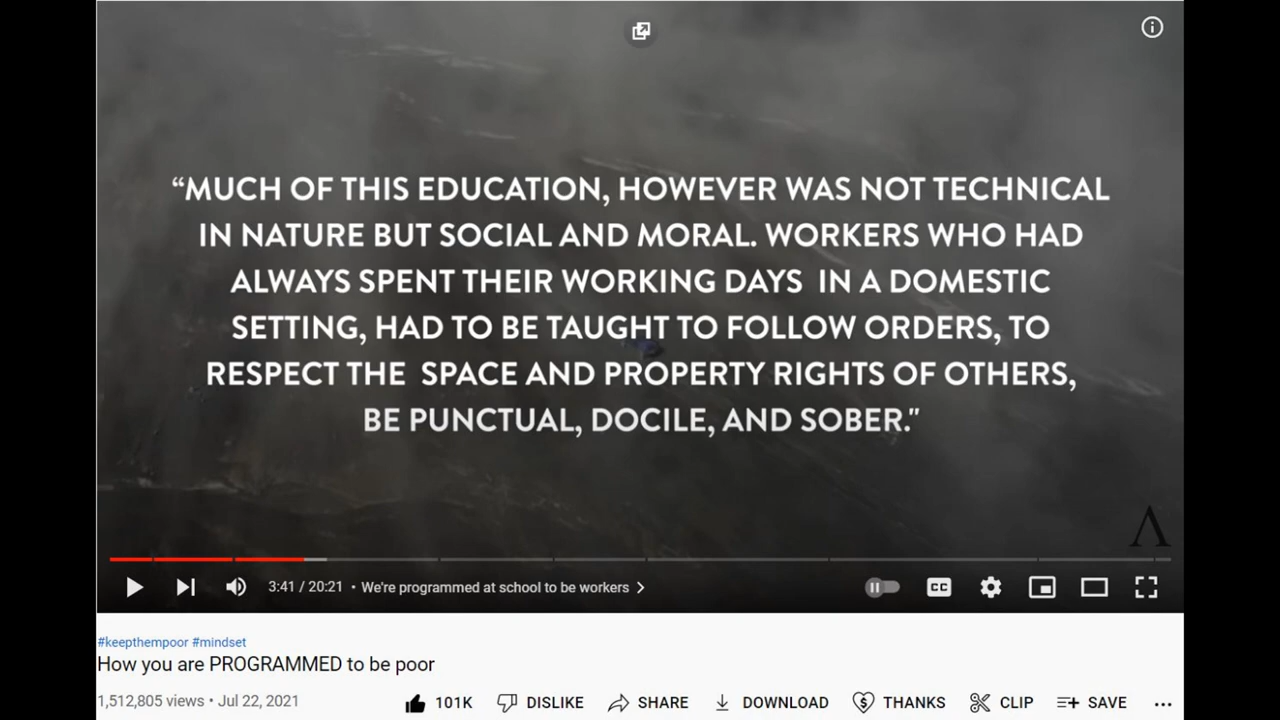 “MUCH OF THIS EDUCATION, HOWEVER WAS NOT TECHNICAL
IN NATURE BUT SOCIAL AND MORAL. WORKERS WHO HAD
ALWAYS SPENT THEIR WORKING DAYS IN A DOMESTIC
SETTING, HAD TO BE TAUGHT TO FOLLOW ORDERS, TO
RESPECT THE SPACE AND PROPERTY RIGHTS OF OTHERS,
BE PUNCTUAL, DOCILE, AND SOBER."
3:41 / 20:21 • We're programmed at school to be workers
CC
#keepthempoor #mindset
How you are PROGRAMMED to be poor
1,512,805 views • Jul 22, 2021 101K DISLIKE SHARE DOWNLOAD THANKS CLIP SAVE ...